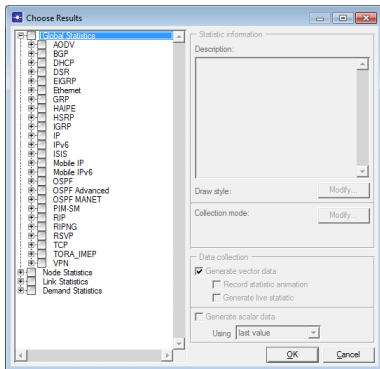 Choose Results
Global Statistics
AODV
BGP
DHCP
DSR
EIGRP
Ethernet
GRP
HAIPE
HSRP
IGRP
IP
IPv6
ISIS
Mobile IP
Mobile IPv6
OSPF
OSPF Advanced
OSPF MANET
PIM-SM
RIP
RIPNG
RSVP
TCP
TORA_IMEP
VPN
Node Statistics
Link Statistics
Demand Statistics
Statistic information
Description:
Draw style:
Modify...
Collection mode:
Modify...
Data collection
Generate vector data
Record statistic animation
Generate live statistic
Generate scalar data
Using last value
OK Cancel